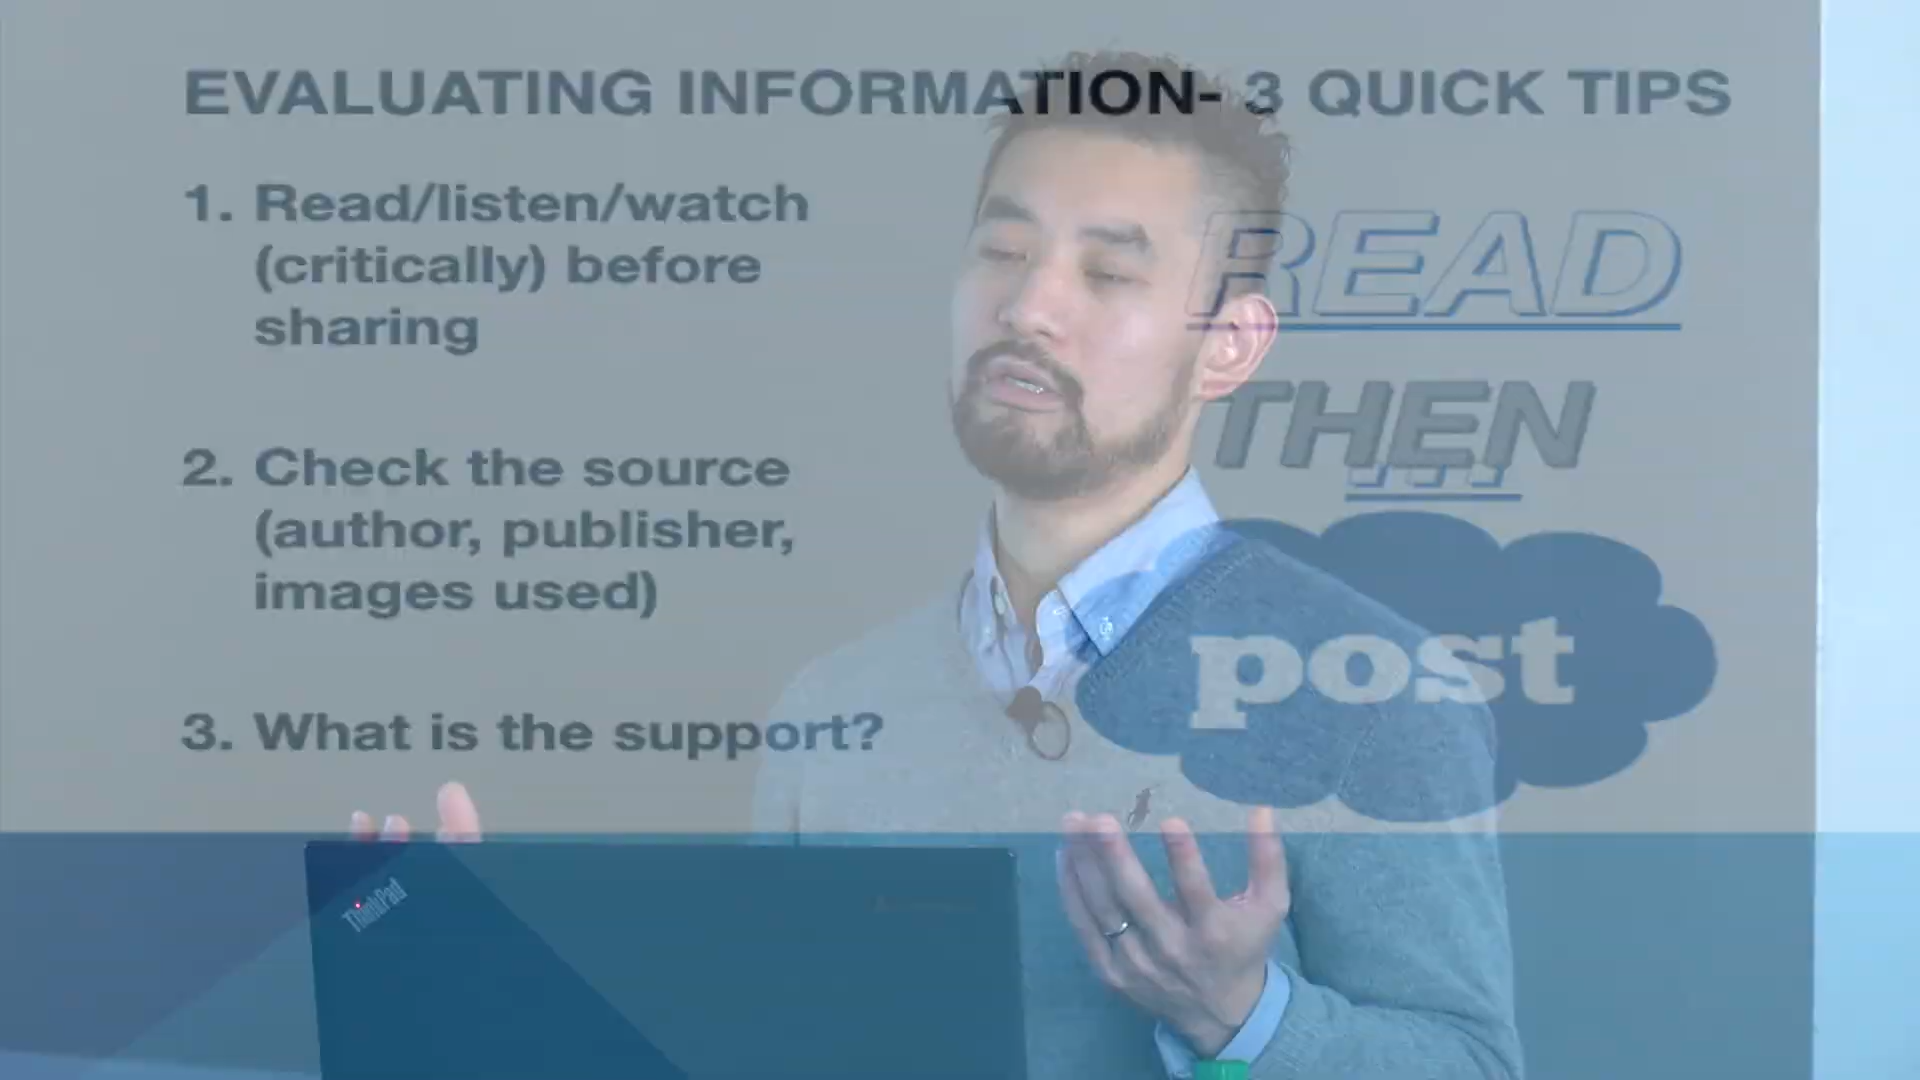 EVALUATING INFORMATION- 3 QUICK TIPS
1. Read/listen/watch
(critically) before
sharing
2. Check the source
(author, publisher,
images used)
3. What is the support?
READ
THEN
...
post
ThinkPad